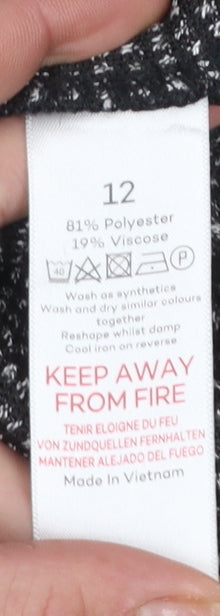 12
81% Polyester
19% Viscose
40 P
Wash as synthetics
Wash and dry similar colours
together
Reshape whilst damp
Cool iron on reverse
KEEP AWAY
FROM FIRE
TENIR ELOIGNE DU FEU
VON ZUNDQUELLEN FERNHALTEN
MANTENER ALEJADO DEL FUEGO
Made In Vietnam